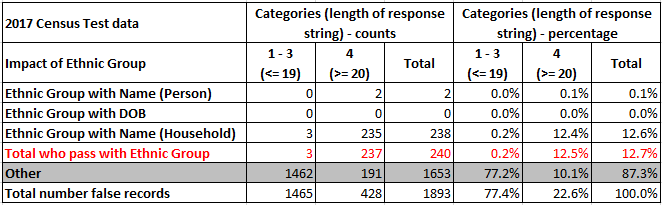 2017 Census Test data Categories (length of response string) - counts Categories (length of response string) - percentage
Impact of Ethnic Group 1 - 3 (<= 19) 4 (>= 20) Total 1 - 3 (<= 19) 4 (>= 20) Total
Ethnic Group with Name (Person) 0 2 2 0.0% 0.1% 0.1%
Ethnic Group with DOB 0 0 0 0.0% 0.0% 0.0%
Ethnic Group with Name (Household) 3 235 238 0.2% 12.4% 12.6%
Total who pass with Ethnic Group 3 237 240 0.2% 12.5% 12.7%
Other 1462 191 1653 77.2% 10.1% 87.3%
Total number false records 1465 428 1893 77.4% 22.6% 100.0%